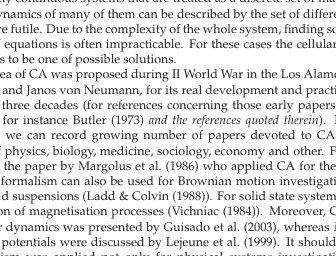 ny continuous systems that are treated as a discrete set
dynamics of many of them can be described by the set of differ
re futile. Due to the complexity of the whole system, finding so
f equations is often impracticable. For these cases the cellular
s to be one of possible solutions.
ea of CA was proposed during II World War in the Los Alam
and Janos von Neumann, for its real development and practi
three decades (for references concerning those early papers
for instance Butler (1973) and the references quoted therein). I
we can record growing number of papers devoted to CA
f physics, biology, medicine, sociology, economy and other. F
the paper by Margolus et al. (1986) who applied CA for the
formalism can also be used for Brownian motion investigati
id suspensions (Ladd & Colvin (1988)). For solid state system
on of magnetisation processes (Vichniac (1984)). Moreover, C
r dynamics was presented by Guisado et al. (2003), whereas
potentials were discussed by Lejeune et al. (1999). It should